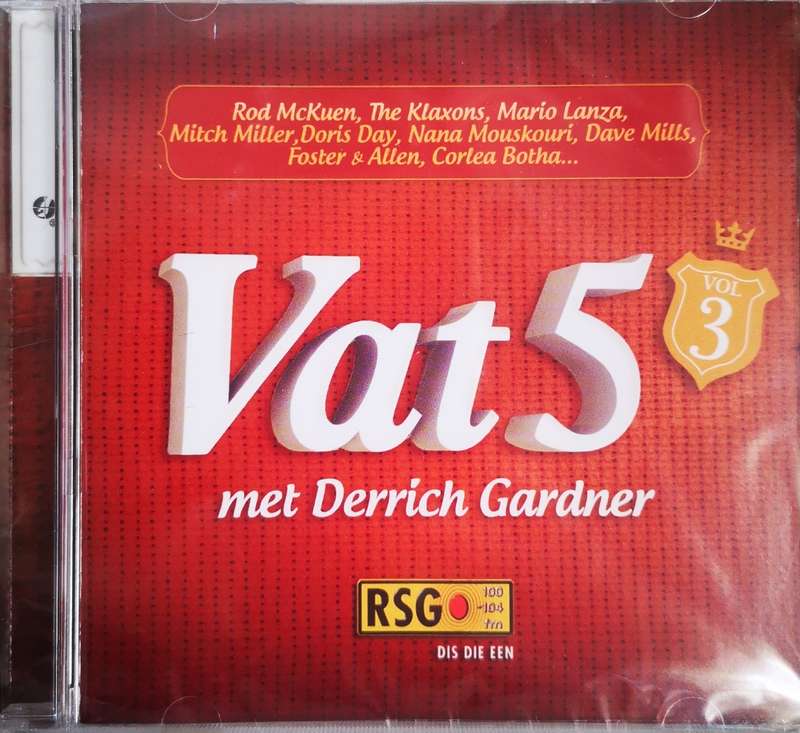 Rod McKuen, The Klaxons, Mario Lanza,
Mitch Miller, Doris Day, Nana Mouskouri, Dave Mills,
Foster & Allen, Corlea Botha...
VOL
3
Vat 5
met Derrich Gardner
RSG 100
-104
fm
DIS DIE EEN